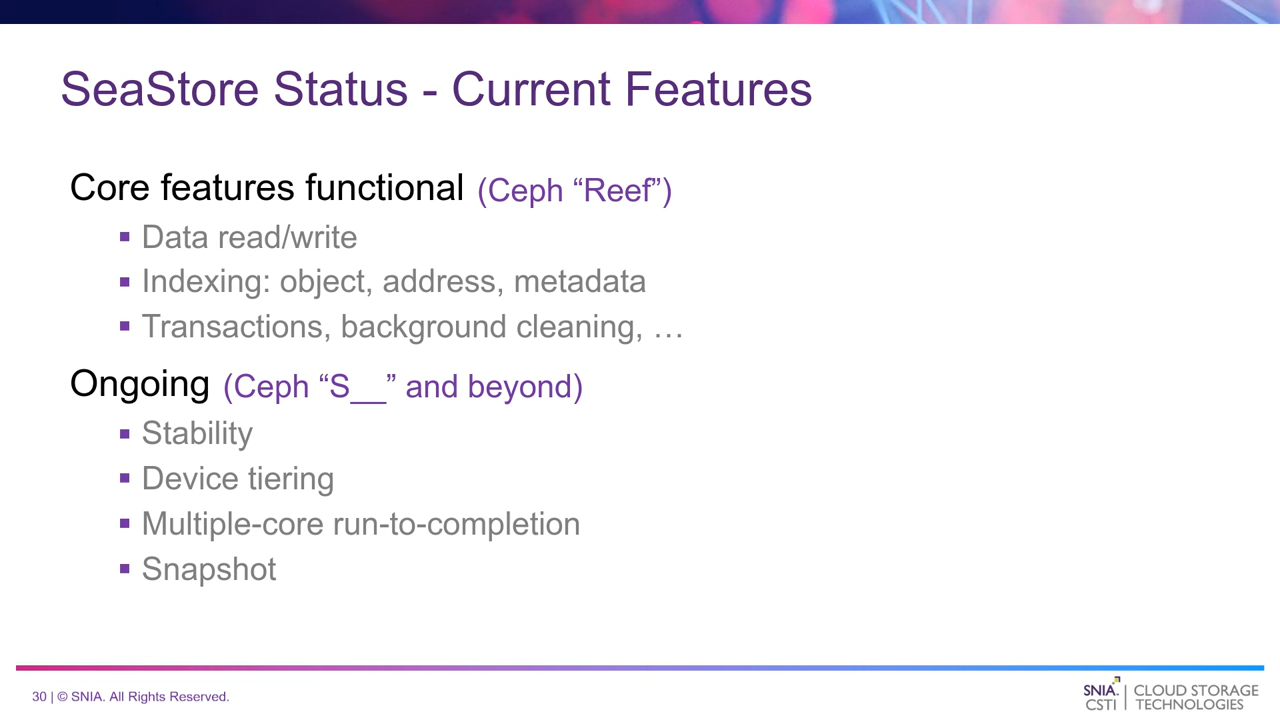 SeaStore Status - Current Features
Core features functional (Ceph “Reef”)
▪ Data read/write
▪ Indexing: object, address, metadata
▪ Transactions, background cleaning, …
Ongoing (Ceph “S__” and beyond)
▪ Stability
▪ Device tiering
▪ Multiple-core run-to-completion
▪ Snapshot
30 | © SNIA. All Rights Reserved.
SNIA. | CLOUD STORAGE
CSTI | TECHNOLOGIES